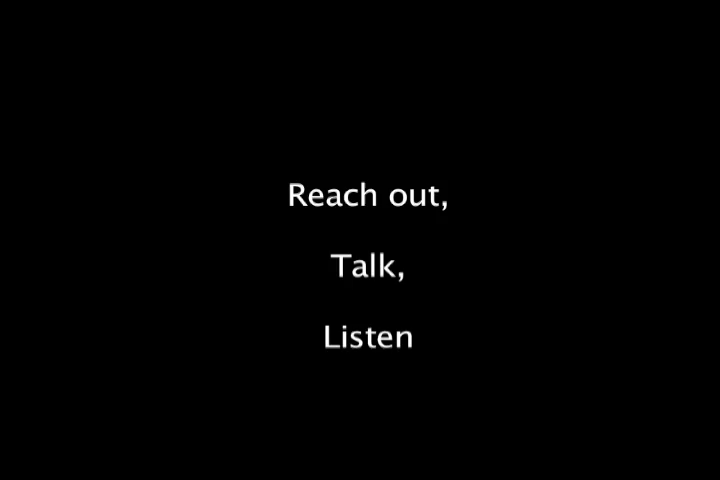 Reach out,
Talk,
Listen